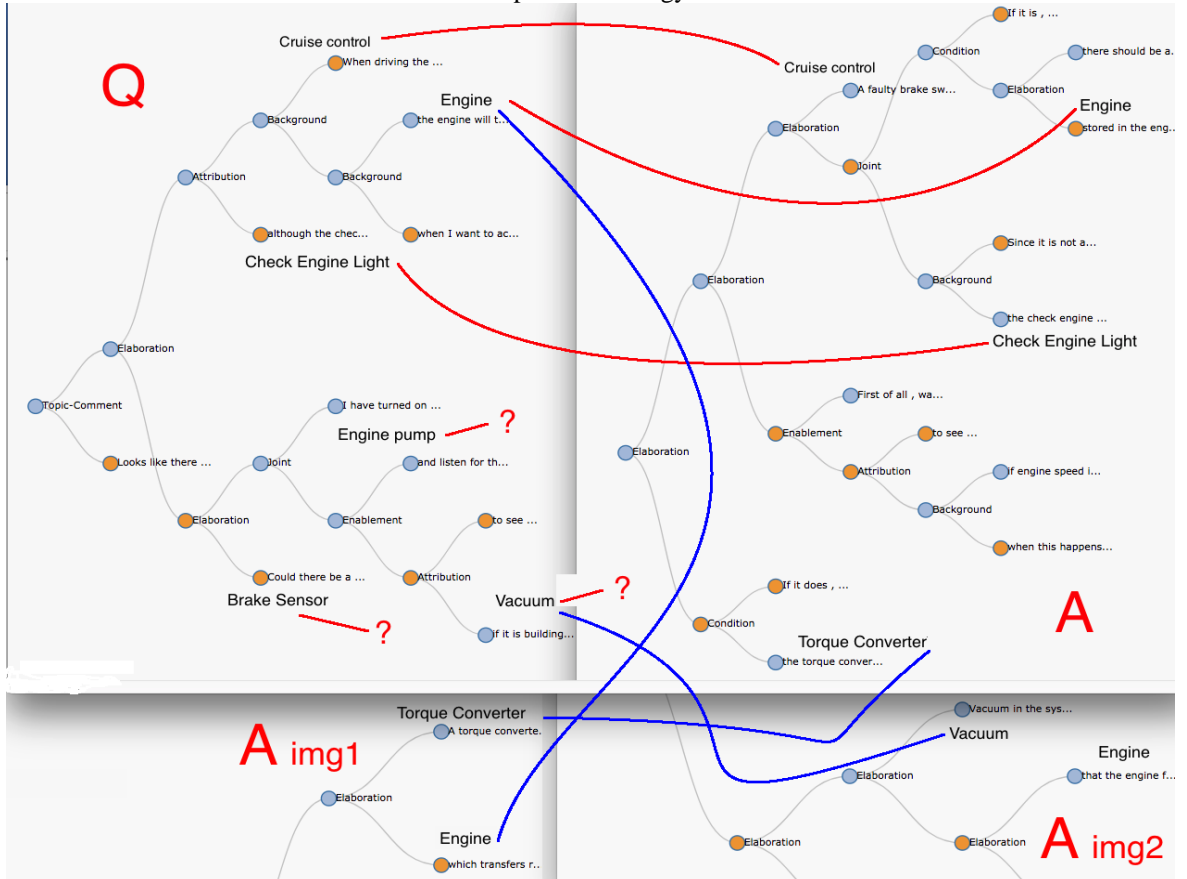 Q
Cruise control
When driving the ...
Engine
Background
the engine will t...
Attribution
Background
although the chec...
when I want to ac...
Check Engine Light
Elaboration
Topic-Comment
I have turned on ...
Engine pump
?
Looks like there ...
Joint
and listen for th...
Elaboration
Enablement
to see ...
Could there be a ...
Attribution
Brake Sensor
?
Vacuum
?
if it is building...
If it is , ...
Condition
there should be a.
Cruise control
A faulty brake sw...
Elaboration
Engine
Elaboration
stored in the eng..
Joint
Since it is not a...
Elaboration
Background
the check engine ...
Check Engine Light
First of all , wa...
Enablement
to see ...
Elaboration
Attribution
if engine speed i...
Background
when this happens...
If it does , ...
A
Condition
Torque Converter
the torque conver...
Torque Converter
A torque converte.
A img1
Elaboration
Engine
which transfers r...
Vacuum in the sys...
Vacuum
Engine
Elaboration
that the engine f...
Elaboration
Elaboration
A img2